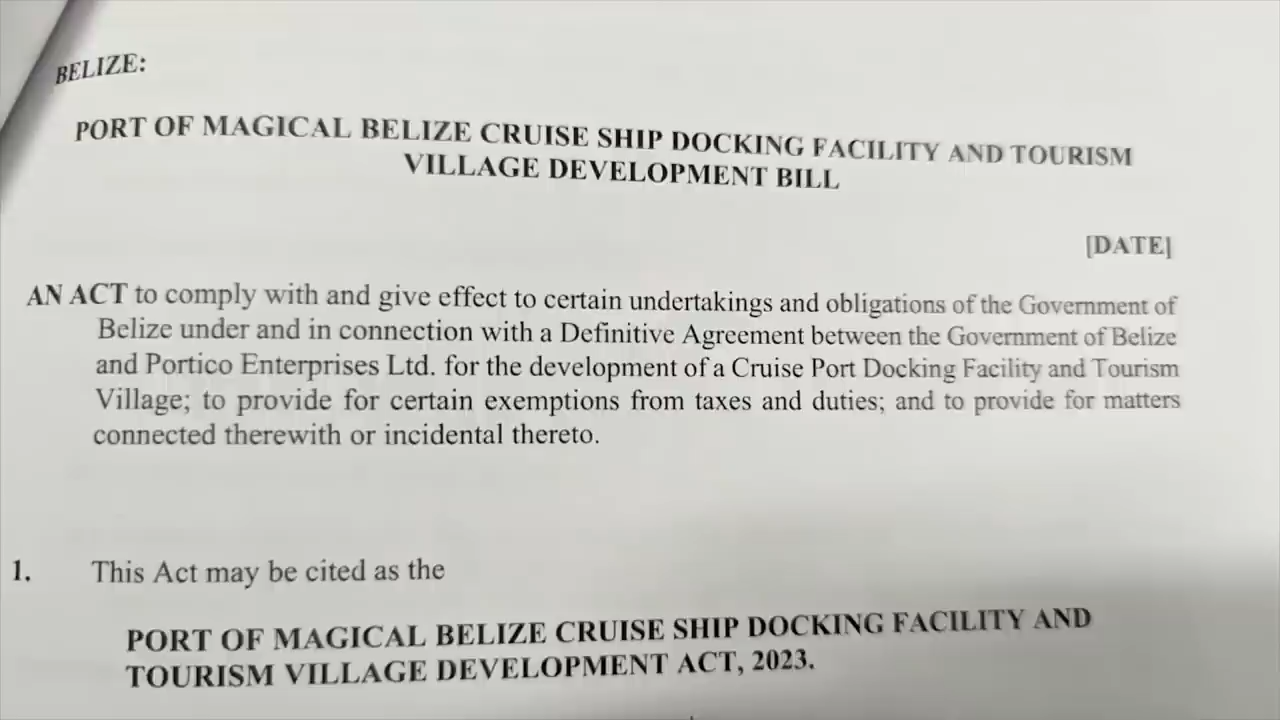 BELIZE:
PORT OF MAGICAL BELIZE CRUISE SHIP DOCKING FACILITY AND TOURISM
VILLAGE DEVELOPMENT BILL
[DATE]
AN ACT to comply with and give effect to certain undertakings and obligations of the Government of
Belize under and in connection with a Definitive Agreement between the Government of Belize
and Portico Enterprises Ltd. for the development of a Cruise Port Docking Facility and Tourism
Village; to provide for certain exemptions from taxes and duties; and to provide for matters
connected therewith or incidental thereto.
1. This Act may be cited as the
PORT OF MAGICAL BELIZE CRUISE SHIP DOCKING FACILITY AND
TOURISM VILLAGE DEVELOPMENT ACT, 2023.